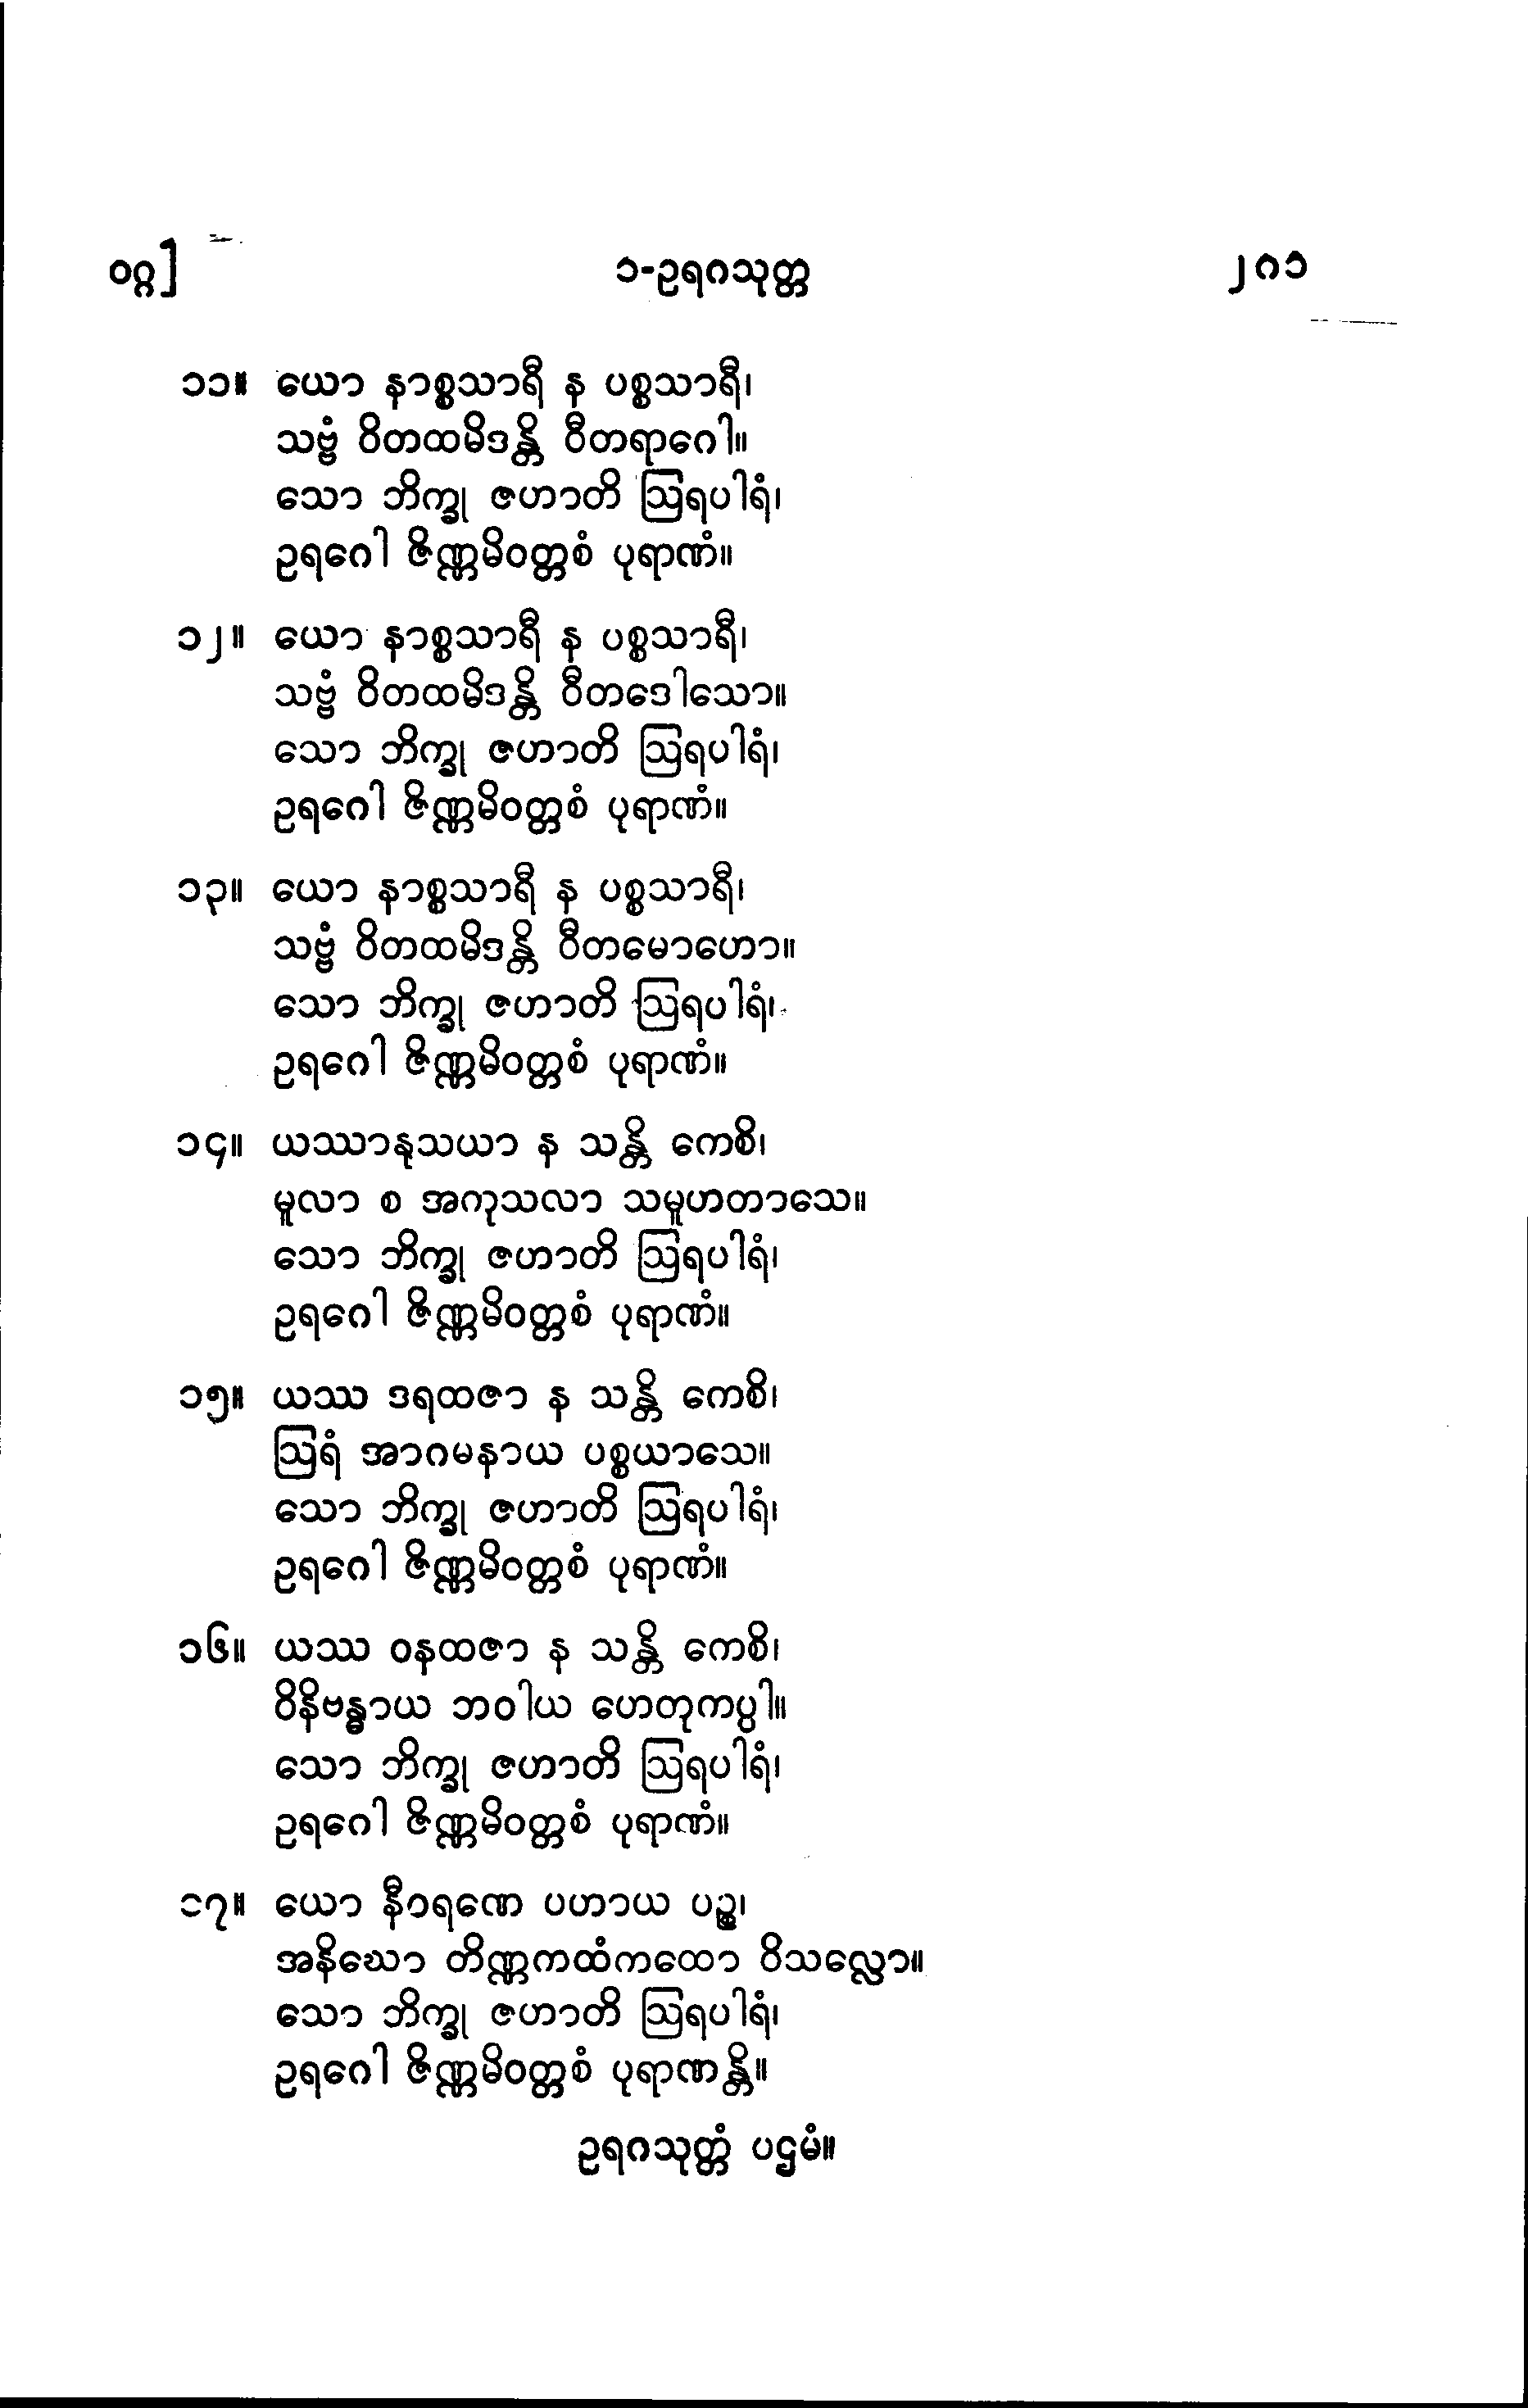 ဝဂ္ဂ]
၁-ဥရဂသုတ္တ
၂၈၁
၁၁။ ယော နာစ္စသာရီ န ပစ္စသာရီ၊
သဗ္ဗံ ဝိတထမိဒန္တိ ဝီတရာဂေါ။
သော ဘိက္ခု ဇဟာတိ ဩရပါရံ၊
ဥရဂေါ ဇိဏ္ဏမိဝတ္တစံ ပုရာဏံ။
၁၂။ ယော နာစ္စသာရီ န ပစ္စသာရီ၊
သဗ္ဗံ ဝိတထမိဒန္တိ ဝီတဒေါသော။
သော ဘိက္ခု ဇဟာတိ ဩရပါရံ၊
ဥရဂေါ ဇိဏ္ဏမိဝတ္တစံ ပုရာဏံ။
၁၃။ ယော နာစ္စသာရီ န ပစ္စသာရီ၊
သဗ္ဗံ ဝိတထမိဒန္တိ ဝီတမောဟော။
သော ဘိက္ခု ဇဟာတိ ဩရပါရံ၊
ဥရဂေါ ဇိဏ္ဏမိဝတ္တစံ ပုရာဏံ။
၁၄။ ယဿာနုသယာ န သန္တိ ကေစိ၊
မူလာ စ အကုသလာ သမူဟတာသေ။
သော ဘိက္ခု ဇဟာတိ ဩရပါရံ၊
ဥရဂေါ ဇိဏ္ဏမိဝတ္တစံ ပုရာဏံ။
၁၅။ ယဿ ဒရထဇာ န သန္တိ ကေစိ၊
ဩရံ အာဂမနာယ ပစ္စယာသေ။
သော ဘိက္ခု ဇဟာတိ ဩရပါရံ၊
ဥရဂေါ ဇိဏ္ဏမိဝတ္တစံ ပုရာဏံ။
၁၆။ ယဿ ဝနထဇာ န သန္တိ ကေစိ၊
ဝိနိဗန္ဓာယ ဘဝါယ ဟေတုကပ္ပါ။
သော ဘိက္ခု ဇဟာတိ ဩရပါရံ၊
ဥရဂေါ ဇိဏ္ဏမိဝတ္တစံ ပုရာဏံ။
၁၇။ ယော နီဝရဏေ ပဟာယ ပဉ္စ၊
အနိဃော တိဏ္ဏကထံကထော ဝိသလ္လော။
သော ဘိက္ခု ဇဟာတိ ဩရပါရံ၊
ဥရဂေါ ဇိဏ္ဏမိဝတ္တစံ ပုရာဏန္တိ။
ဥရဂသုတ္တံ ပဌမံ။